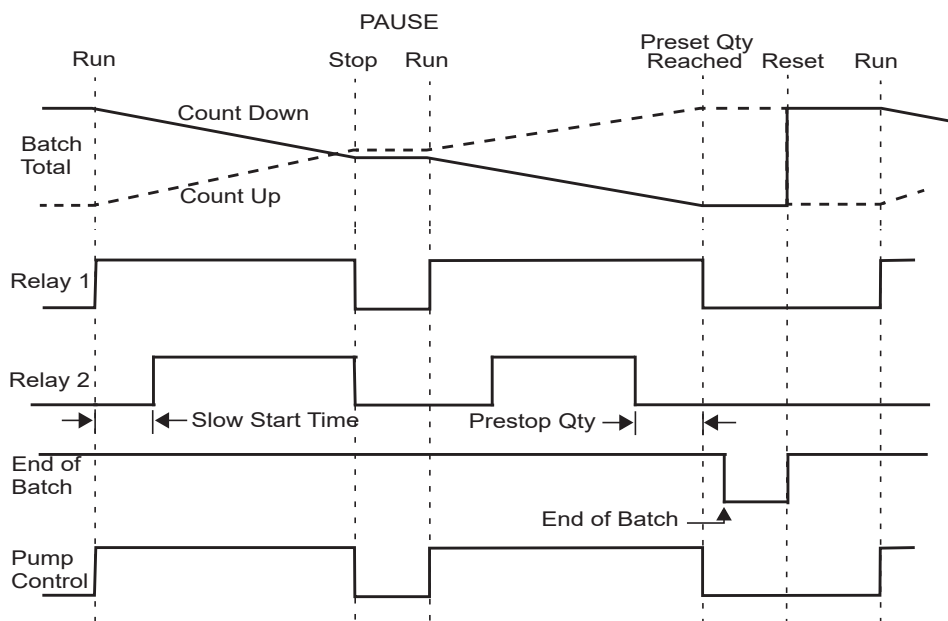 PAUSE
Run
Stop
Run
Preset Qty
Reached
Reset
Run
Count Down
Batch
Total
Count Up
Relay 1
Relay 2
Slow Start Time
Prestop Qty
End of
Batch
End of Batch
Pump
Control